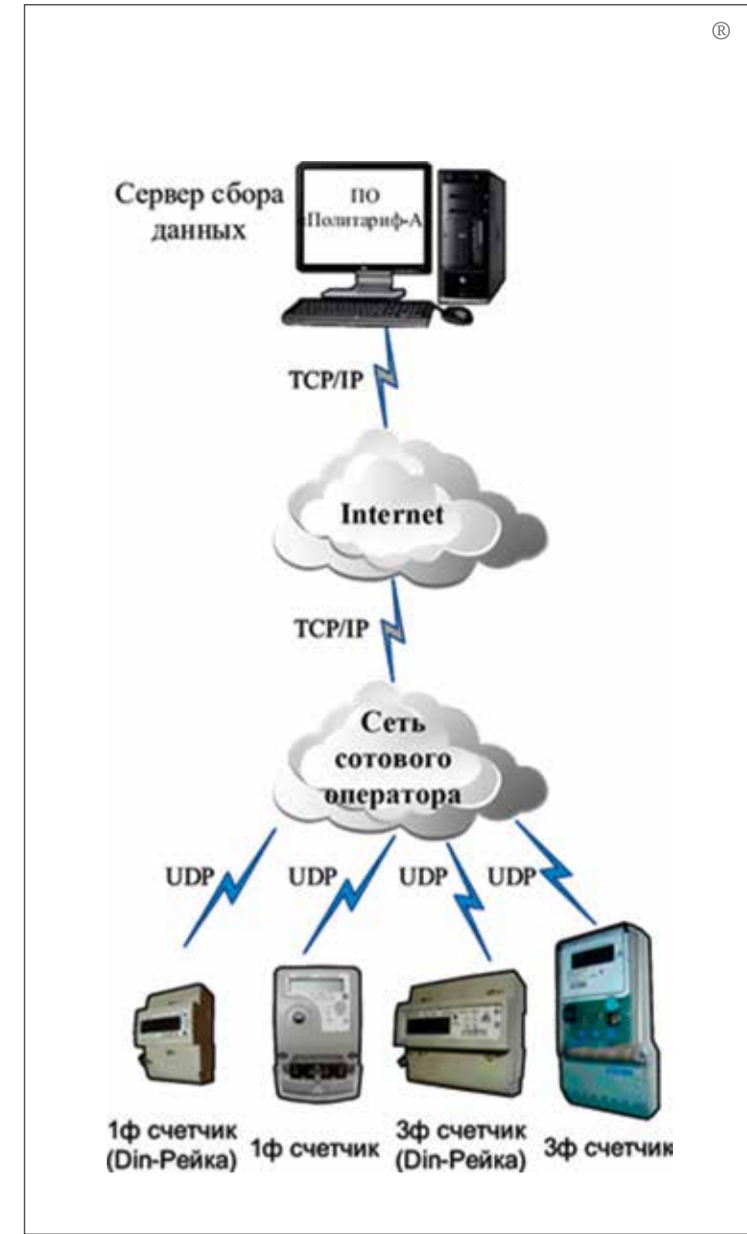 ®
Сервер сбора
данных
ПО
«Политариф-А
TCP/IP
Internet
TCP/IP
Сеть
сотового
оператора
UDP
UDP
UDP
UDP
1ф счетчик
(Din-Рейка)
1ф счетчик
3ф счетчик
(Din-Рейка)
3ф счетчик